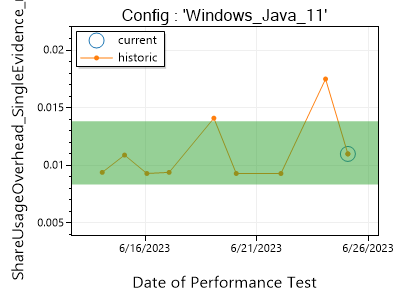 Config : 'Windows_Java_11'
ShareUsageOverhead_SingleEvidence_
0.02
0.015
0.01
0.005
current
historic
6/16/2023
6/21/2023
6/26/2023
Date of Performance Test